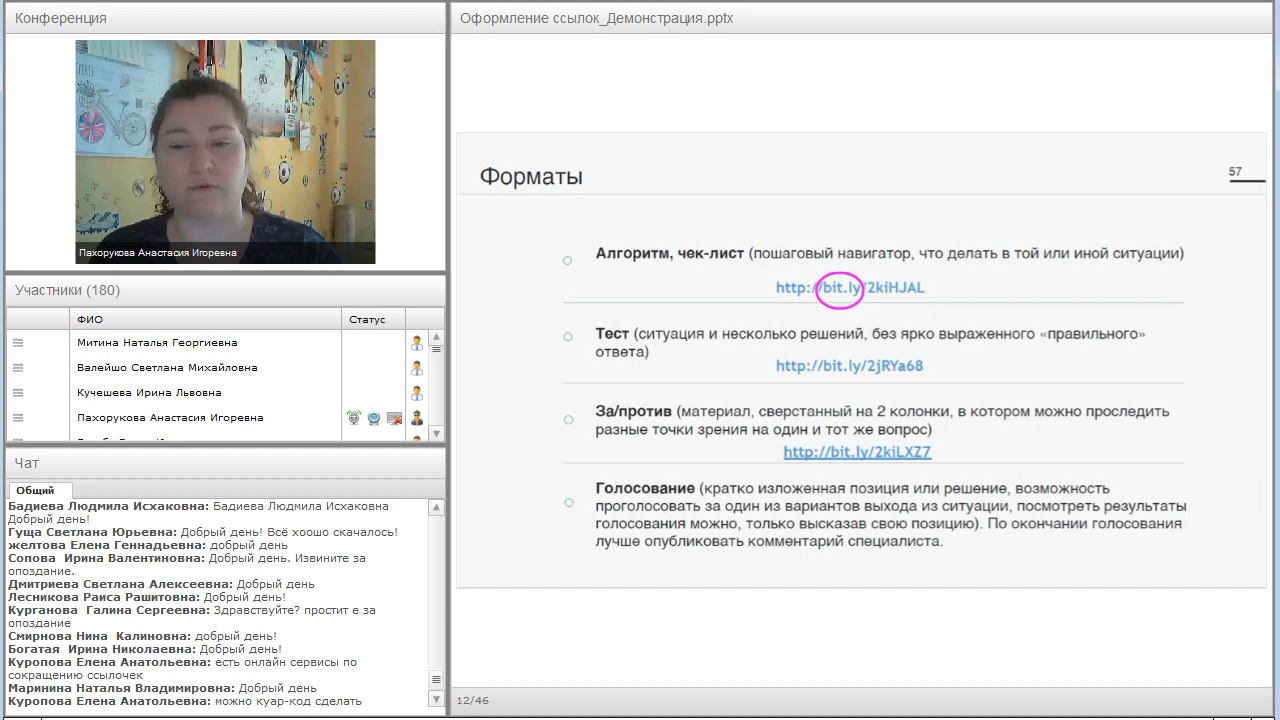 Конференция
Пахорукова Анастасия Игоревна
Участники (180)
ФИО
Статус
Митина Наталья Георгиевна
Валейшо Светлана Михайловна
Кучешева Ирина Львовна
Пахорукова Анастасия Игоревна
Чат
Общий
Бадиева Людмила Исхаковна: Бадиева Людмила Исхаковна
Добрый день!
Гуща Светлана Юрьевна: Добрый день! Всё хоошо скачалось!
желтова Елена Геннадьевна: добрый день
Сопова Ирина Валентиновна: Добрый день. Извините за
опоздание.
Дмитриева Светлана Алексеевна: Добрый день
Лесникова Раиса Рашитовна: Добрый день!
Курганова Галина Сергеевна: Здравствуйте? простит е за
опоздание
Смирнова Нина Калиновна: добрый день!
Богатая Ирина Николаевна: Добрый день!
Куропова Елена Анатольевна: есть онлайн сервисы по
сокращению ссылочек
Маринина Наталья Владимировна: Добрый день
Куропова Елена Анатольевна: можно куар-код сделать
Оформление ссылок_Демонстрация.pptx
Форматы
57
Алгоритм, чек-лист (пошаговый навигатор, что делать в той или иной ситуации)
http://bit.ly/2kiHJAL
Тест (ситуация и несколько решений, без ярко выраженного «правильного»
ответа)
http://bit.ly/2jRYa68
За/против (материал, сверстанный на 2 колонки, в котором можно проследить
разные точки зрения на один и тот же вопрос)
http://bit.ly/2kiLXZ7
Голосование (кратко изложенная позиция или решение, возможность
проголосовать за один из вариантов выхода из ситуации, посмотреть результаты
голосования можно, только высказав свою позицию). По окончании голосования
лучше опубликовать комментарий специалиста.
12/46